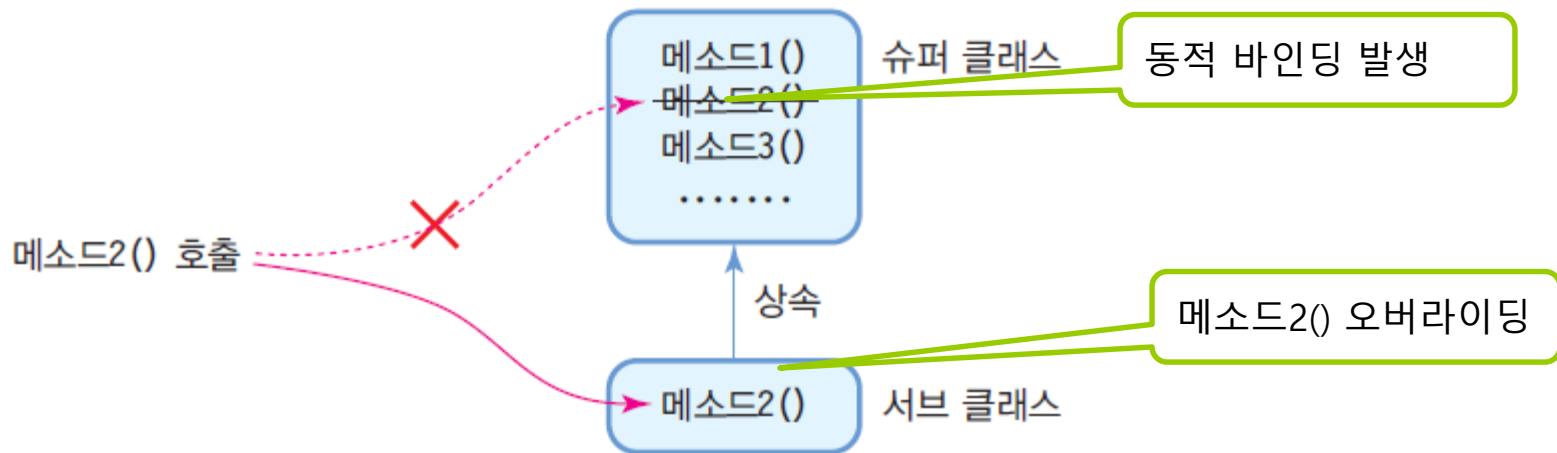 메소드1()
메소드2()
메소드3()
·······
슈퍼 클래스
동적 바인딩 발생
메소드2() 호출
상속
메소드2() 오버라이딩
메소드2()
서브 클래스